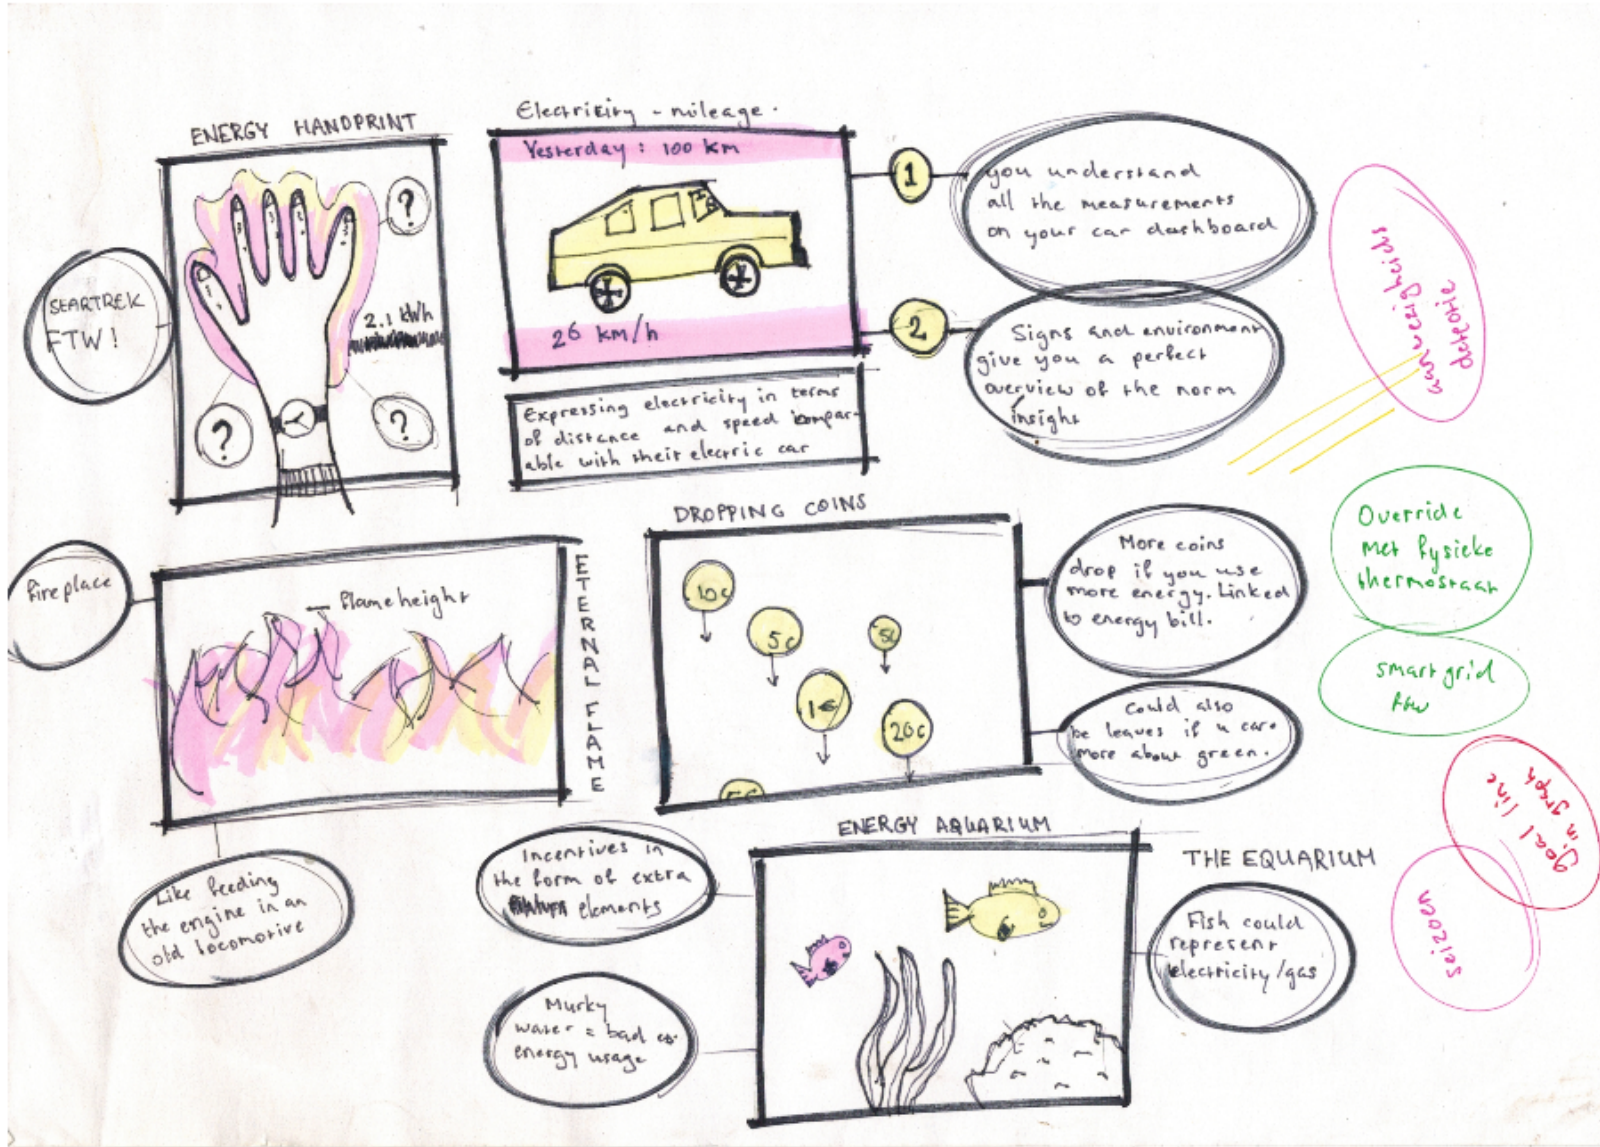 ENERGY HANDPRINT
?
STARTREK
FTW!
2.1 kWh
?
?
Electricity - mileage.
Yesterday: 100 km
26 km/h
Expressing electricity in terms
of distance and speed compar-
able with their electric car
1
you understand
all the measurements
on your car dashboard
2
Signs and environment
give you a perfect
overview of the norm
insight
aanwezigheids
detectie
fireplace
flame height
ETERNAL FLAME
Like feeding
the engine in an
old locomotive
DROPPING COINS
10c
5c
5c
1€
20c
5c
More coins
drop if you use
more energy. Linked
to energy bill.
Could also
be leaves if u care
more about green.
Override
met fysieke
thermostaat
smart grid
ftw
goal line
in graph
seizoen
ENERGY AQUARIUM
THE EQUARIUM
Incentives in
the form of extra
elements
Murky
water = bad
energy usage
Fish could
represent
electricity/gas